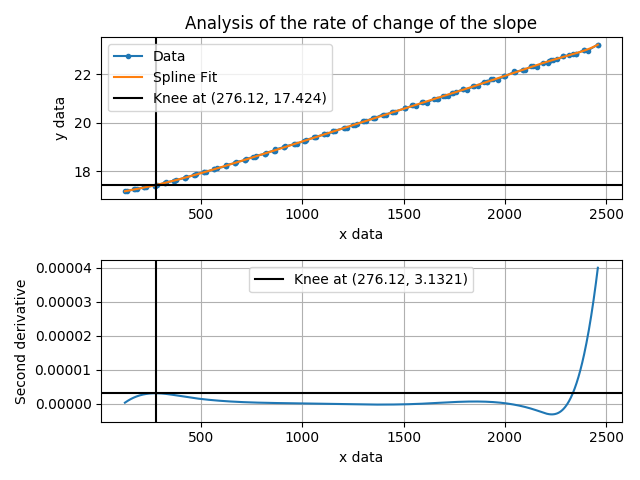 Analysis of the rate of change of the slope
Data
Spline Fit
Knee at (276.12, 17.424)
y data
22
20
18
500
1000
1500
2000
2500
x data
Knee at (276.12, 3.1321)
Second derivative
0.00004
0.00003
0.00002
0.00001
0.00000
500
1000
1500
2000
2500
x data